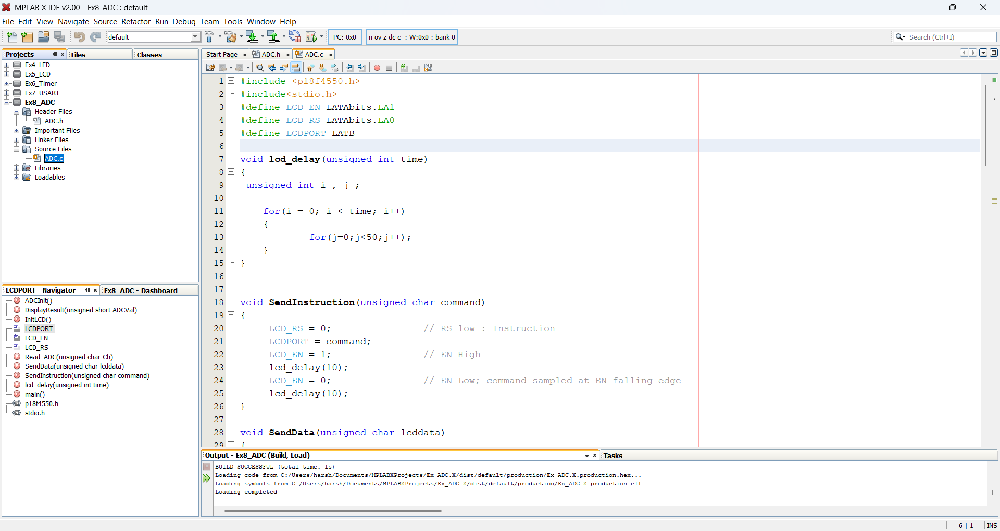 MPLAB X IDE v2.00 - Ex8_ADC : default
File Edit View Navigate Source Refactor Run Debug Team Tools Window Help
default
PC: 0x0
n ov z dc c : W:0x0 : bank 0
Search (Ctrl+I)
Projects
Files
Classes
Ex4_LED
Ex5_LCD
Ex6_Timer
Ex7_USART
Ex8_ADC
Header Files
ADC.h
Important Files
Linker Files
Source Files
ADC.c
Libraries
Loadables
LCDPORT - Navigator
Ex8_ADC - Dashboard
ADCInit()
DisplayResult(unsigned short ADCVal)
InitLCD()
LCDPORT
LCD_EN
LCD_RS
Read_ADC(unsigned char Ch)
SendData(unsigned char lcddata)
SendInstruction(unsigned char command)
lcd_delay(unsigned int time)
main()
p18f4550.h
stdio.h
Start Page
ADC.h
ADC.c
1 #include <p18f4550.h>
2 #include<stdio.h>
3 #define LCD_EN LATAbits.LA1
4 #define LCD_RS LATAbits.LA0
5 #define LCDPORT LATB
6
7 void lcd_delay(unsigned int time)
8 {
9 unsigned int i , j ;
10
11 for(i = 0; i < time; i++)
12 {
13 for(j=0;j<50;j++);
14 }
15 }
16
17
18 void SendInstruction(unsigned char command)
19 {
20 LCD_RS = 0; // RS low : Instruction
21 LCDPORT = command;
22 LCD_EN = 1; // EN High
23 lcd_delay(10);
24 LCD_EN = 0; // EN Low; command sampled at EN falling edge
25 lcd_delay(10);
26 }
27
28 void SendData(unsigned char lcddata)
29 {
Output - Ex8_ADC (Build, Load)
Tasks
BUILD SUCCESSFUL (total time: 1s)
Loading code from C:/Users/harsh/Documents/MPLABXProjects/Ex_ADC.X/dist/default/production/Ex_ADC.X.production.hex...
Loading symbols from C:/Users/harsh/Documents/MPLABXProjects/Ex_ADC.X/dist/default/production/Ex_ADC.X.production.elf...
Loading completed
6 | 1
INS